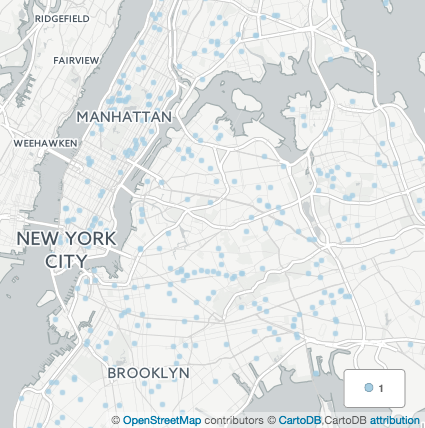 RIDGEFIELD
FAIRVIEW
MANHATTAN
WEEHAWKEN
NEW YORK
CITY
BROOKLYN
1
© OpenStreetMap contributors © CartoDB,CartoDB attribution